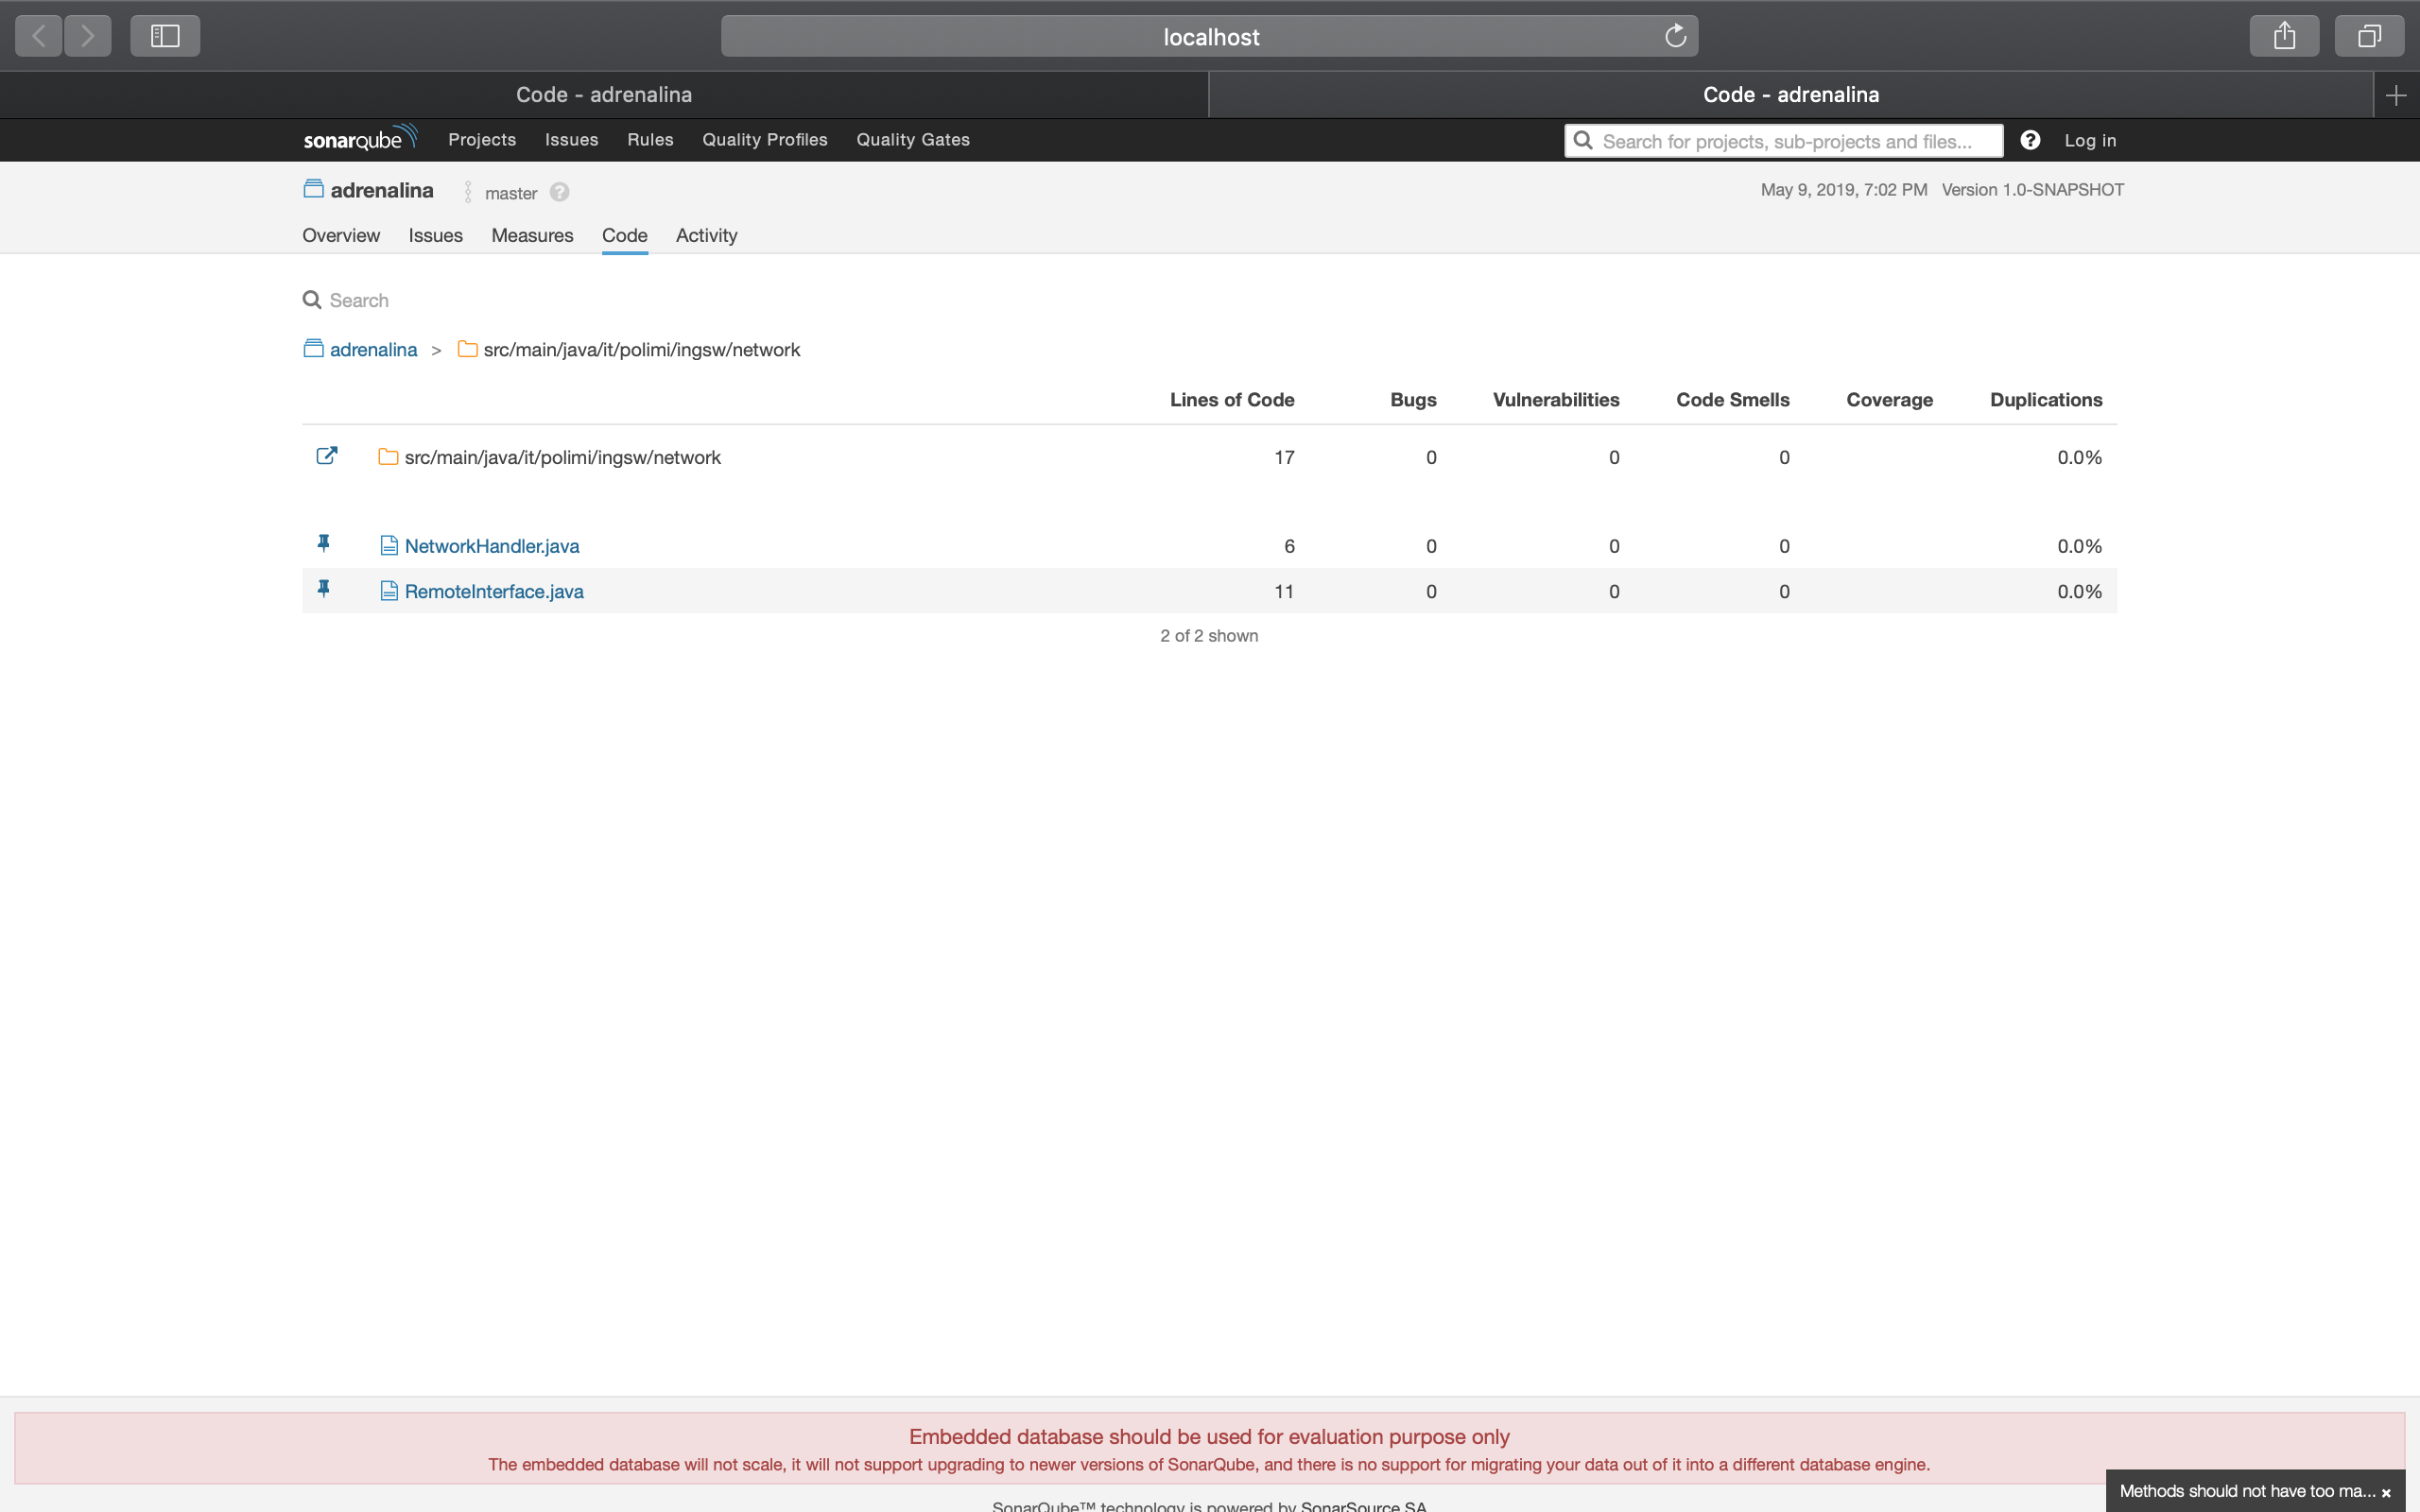 localhost
Code - adrenalina
Code - adrenalina
sonarqube Projects Issues Rules Quality Profiles Quality Gates Search for projects, sub-projects and files... ? Log in
adrenalina master ? May 9, 2019, 7:02 PM Version 1.0-SNAPSHOT
Overview Issues Measures Code Activity
Search
adrenalina > src/main/java/it/polimi/ingsw/network
Lines of Code Bugs Vulnerabilities Code Smells Coverage Duplications
src/main/java/it/polimi/ingsw/network 17 0 0 0 0.0%
NetworkHandler.java 6 0 0 0 0.0%
RemoteInterface.java 11 0 0 0 0.0%
2 of 2 shown
Embedded database should be used for evaluation purpose only
The embedded database will not scale, it will not support upgrading to newer versions of SonarQube, and there is no support for migrating your data out of it into a different database engine.
Methods should not have too ma... ×
SonarQube™ technology is powered by SonarSource SA